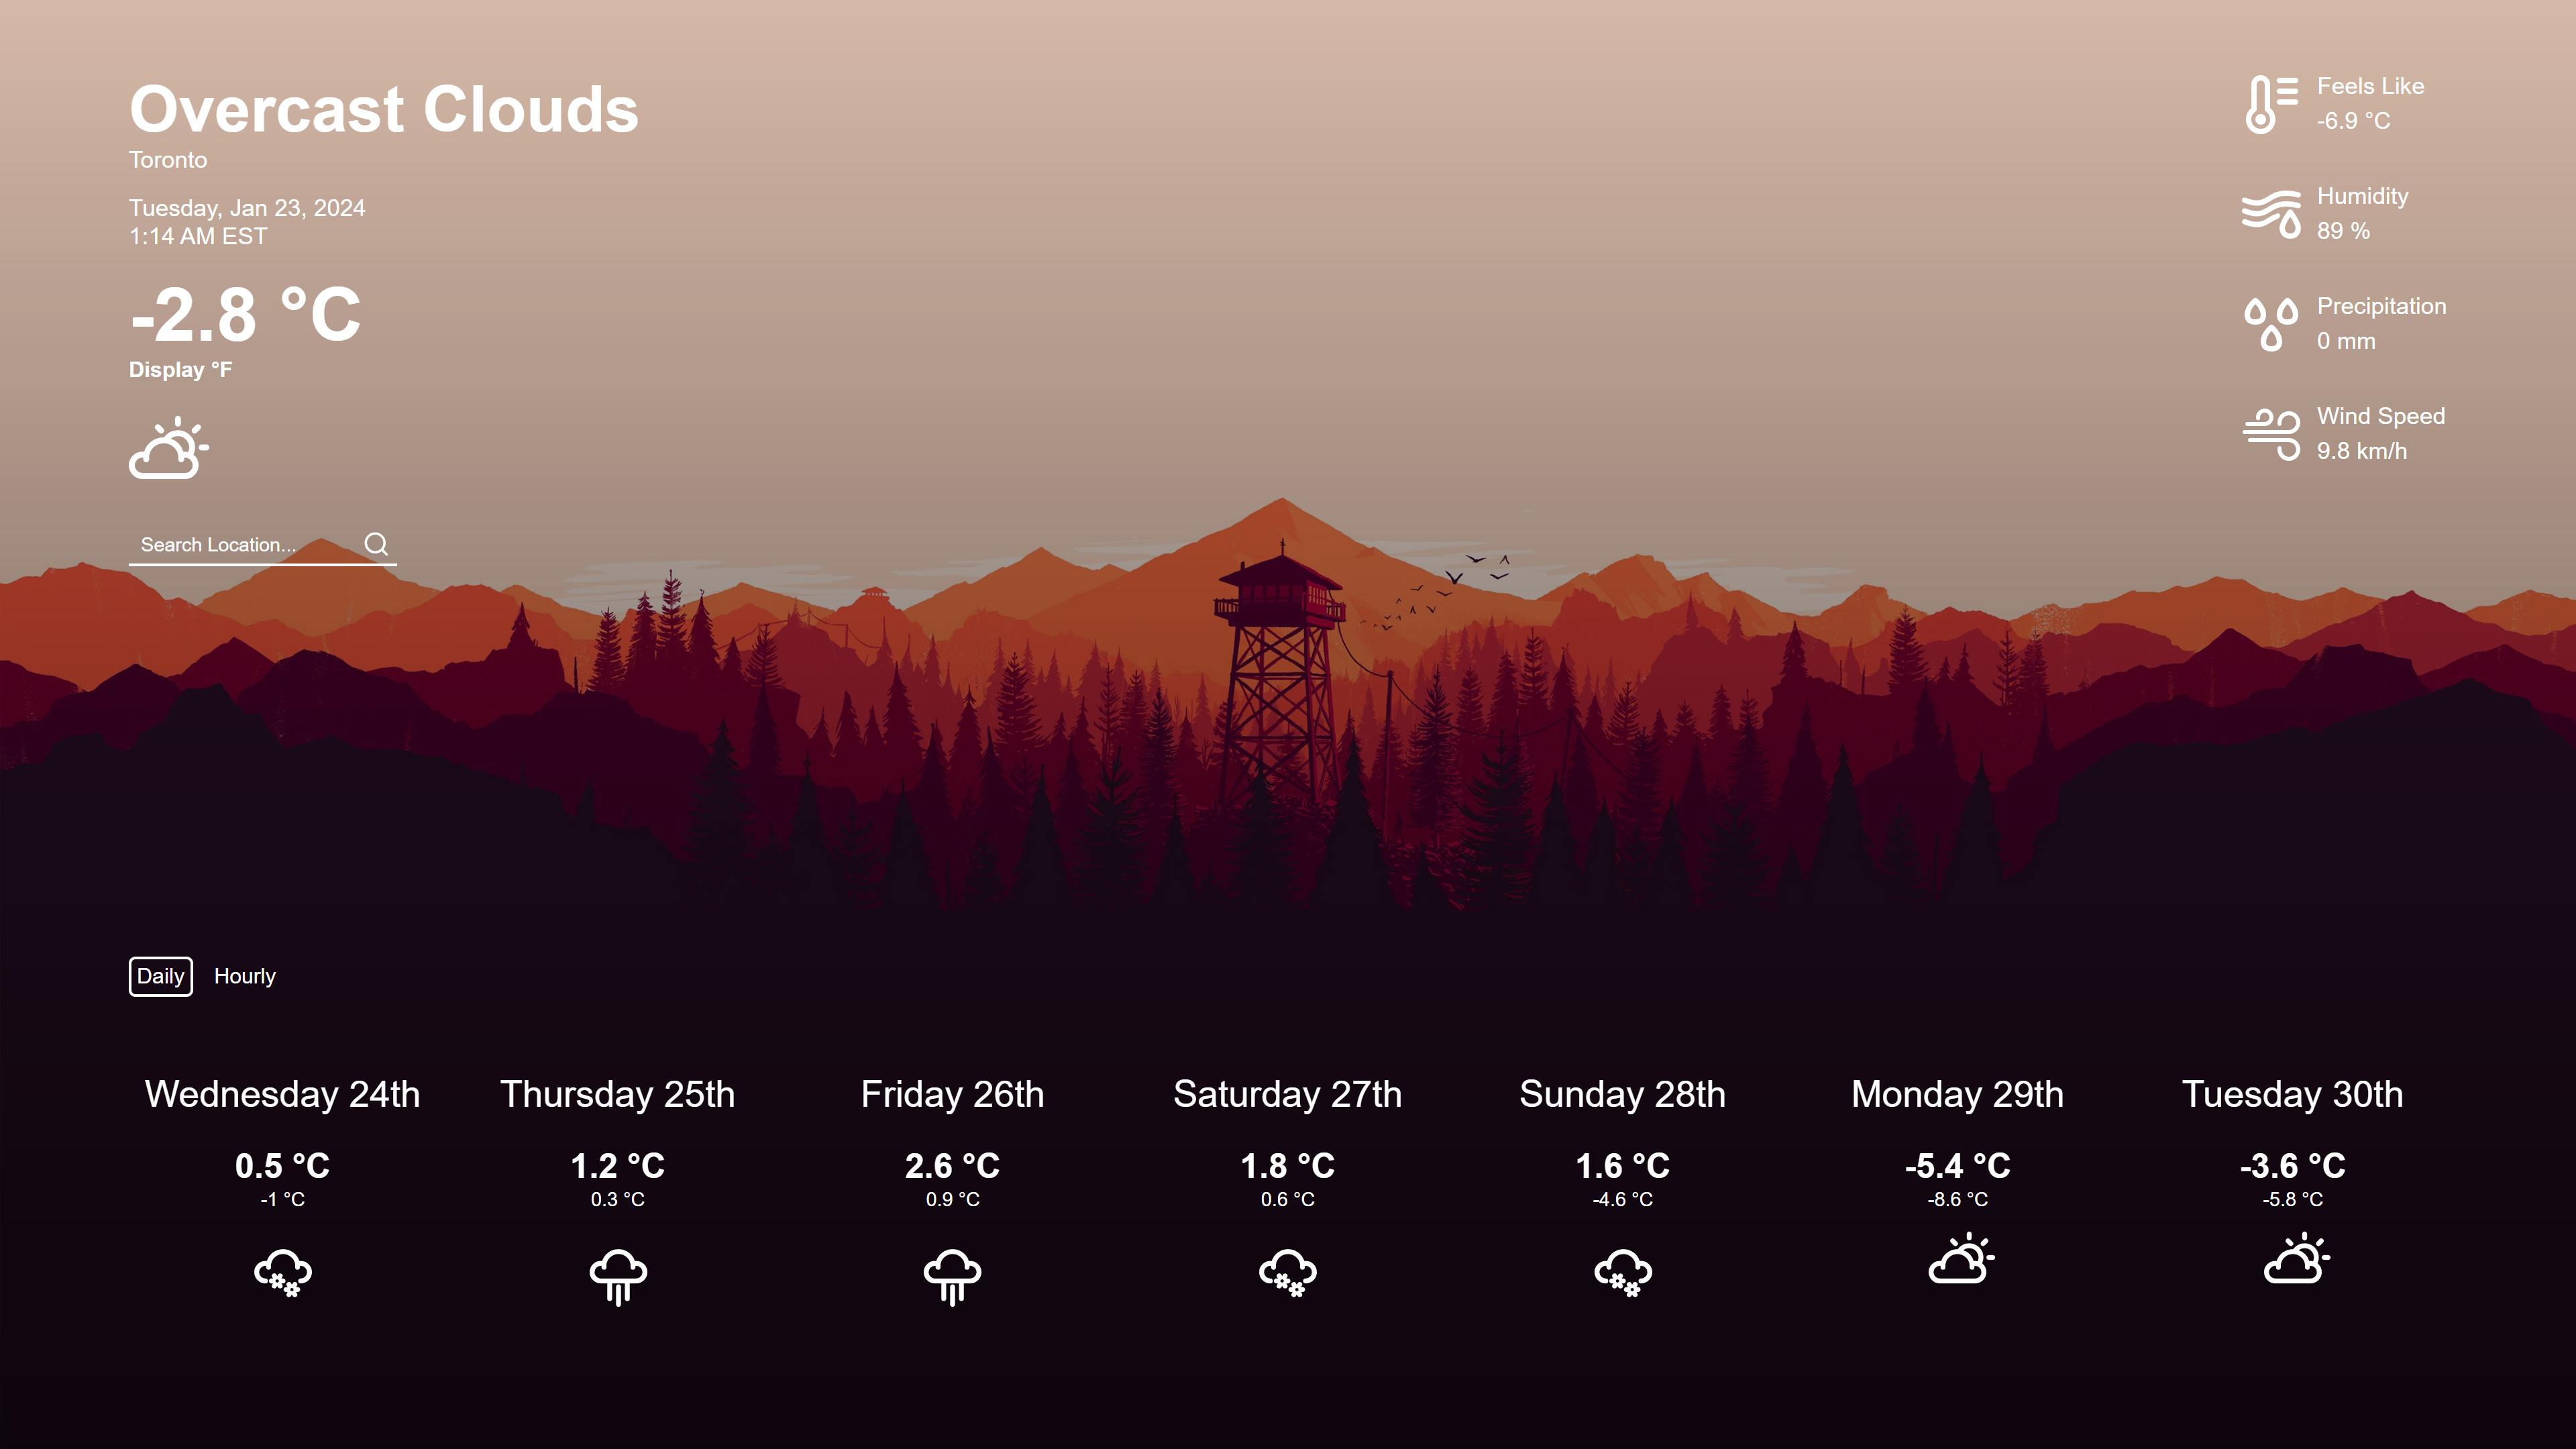 Overcast Clouds
Toronto
Tuesday, Jan 23, 2024
1:14 AM EST
-2.8 °C
Display °F
Search Location...
Feels Like
-6.9 °C
Humidity
89 %
Precipitation
0 mm
Wind Speed
9.8 km/h
Daily Hourly
Wednesday 24th
0.5 °C
-1 °C
Thursday 25th
1.2 °C
0.3 °C
Friday 26th
2.6 °C
0.9 °C
Saturday 27th
1.8 °C
0.6 °C
Sunday 28th
1.6 °C
-4.6 °C
Monday 29th
-5.4 °C
-8.6 °C
Tuesday 30th
-3.6 °C
-5.8 °C